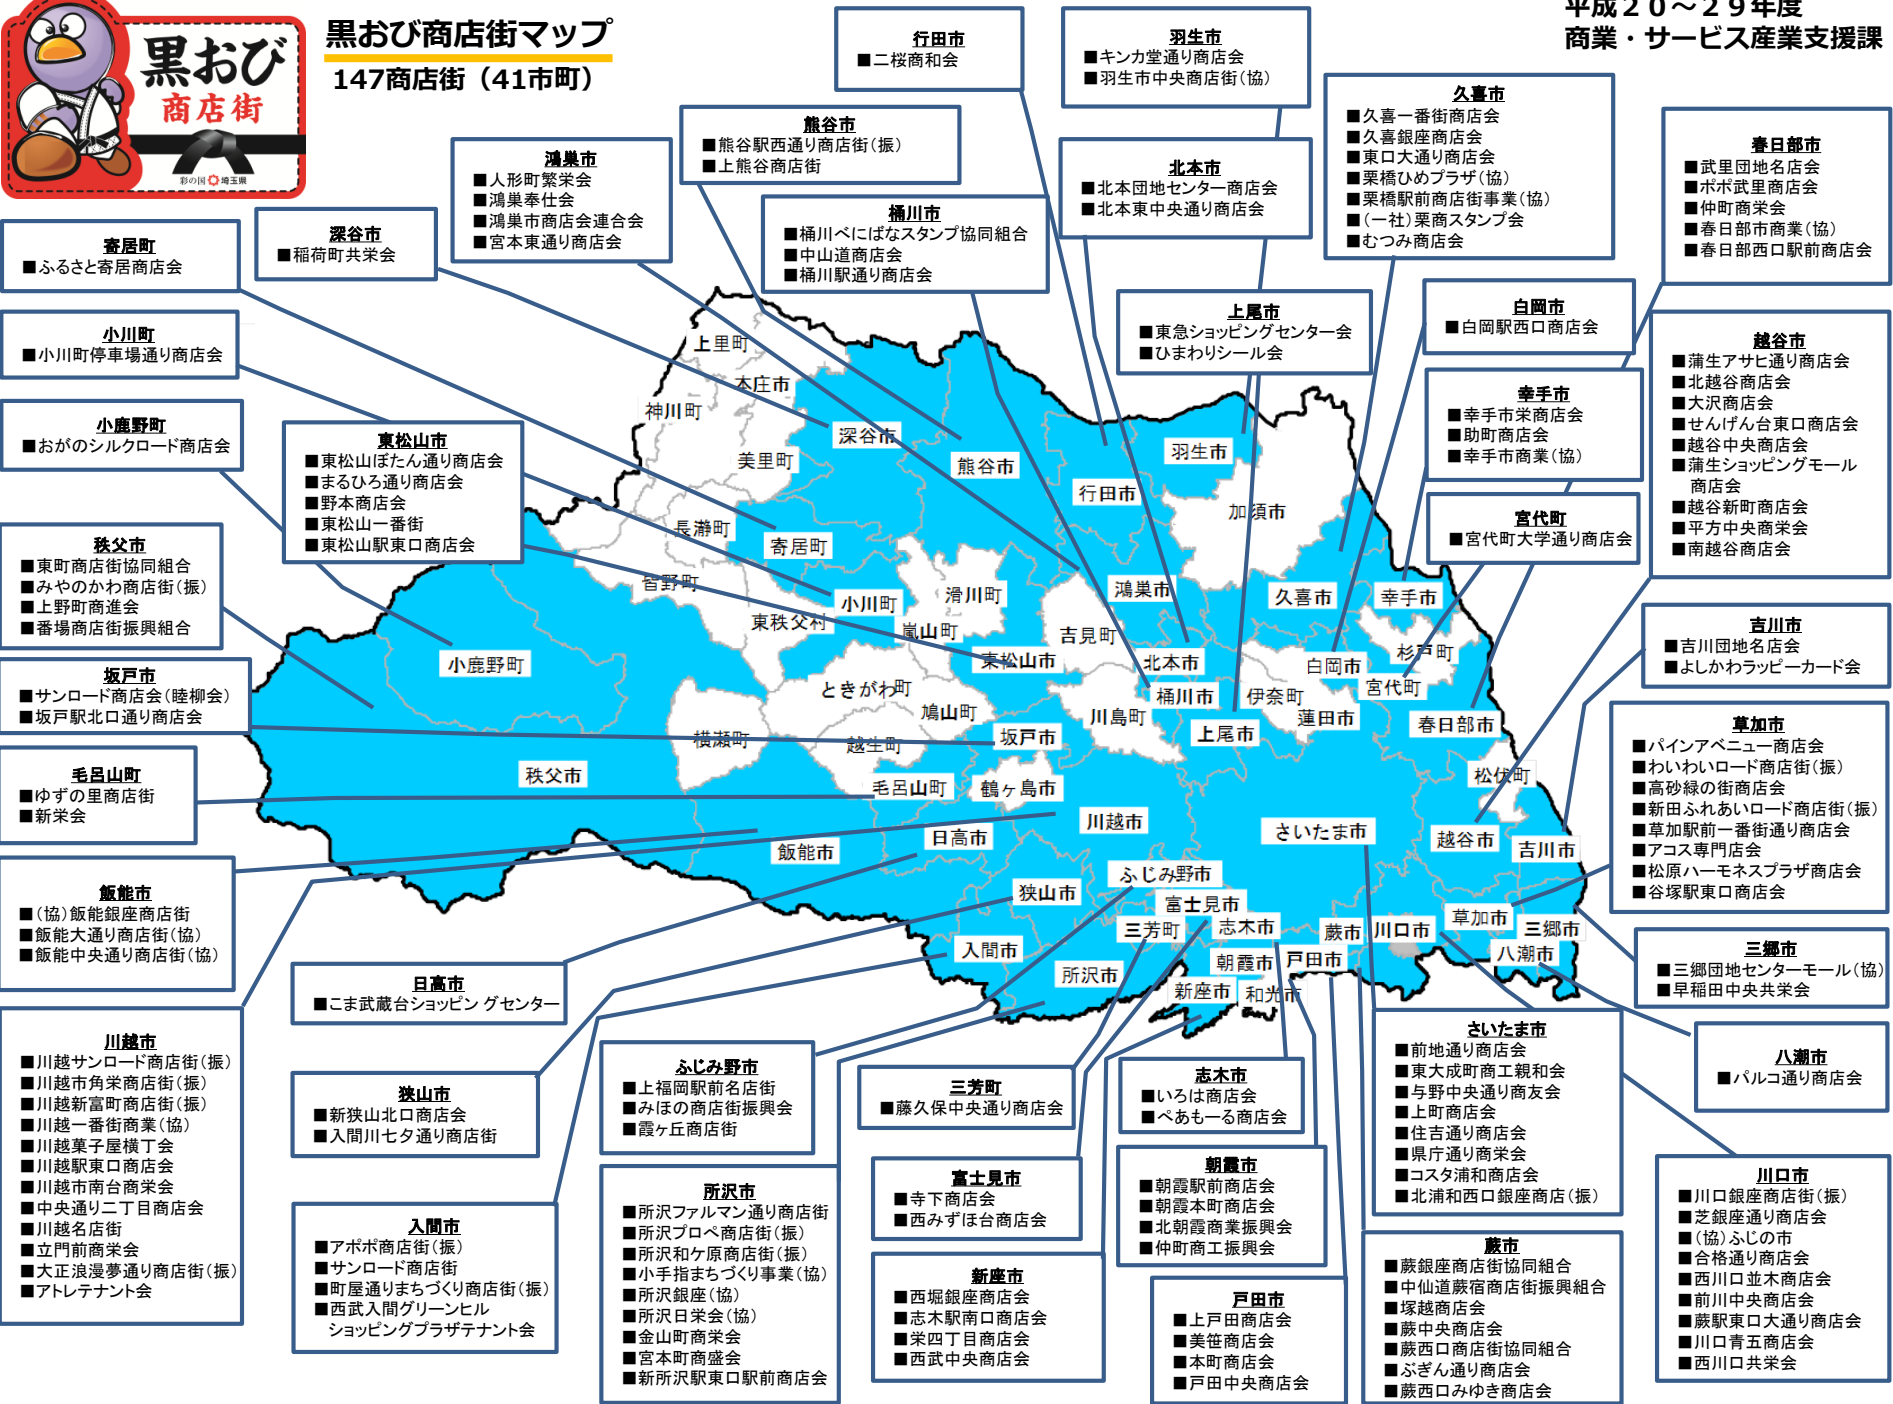 黒おび
商店街
彩の国 埼玉県
黒おび商店街マップ
147商店街（41市町）
平成２０～２９年度
商業・サービス産業支援課
行田市
■二桜商和会
羽生市
■キンカ堂通り商店会
■羽生市中央商店街(協)
久喜市
■久喜一番街商店会
■久喜銀座商店会
■東口大通り商店会
■栗橋ひめプラザ(協)
■栗橋駅前商店街事業(協)
■(一社)栗商スタンプ会
■むつみ商店会
春日部市
■武里団地名店会
■ポポ武里商店会
■仲町商栄会
■春日部市商業(協)
■春日部西口駅前商店会
熊谷市
■熊谷駅西通り商店街(振)
■上熊谷商店街
鴻巣市
■人形町繁栄会
■鴻巣奉仕会
■鴻巣市商店会連合会
■宮本東通り商店会
北本市
■北本団地センター商店会
■北本東中央通り商店会
桶川市
■桶川べにばなスタンプ協同組合
■中山道商店会
■桶川駅通り商店会
深谷市
■稲荷町共栄会
寄居町
■ふるさと寄居商店会
上尾市
■東急ショッピングセンター会
■ひまわりシール会
白岡市
■白岡駅西口商店会
越谷市
■蒲生アサヒ通り商店会
■北越谷商店会
■大沢商店会
■せんげん台東口商店会
■越谷中央商店会
■蒲生ショッピングモール
商店会
■越谷新町商店会
■平方中央商栄会
■南越谷商店会
小川町
■小川町停車場通り商店会
幸手市
■幸手市栄商店会
■助町商店会
■幸手市商業(協)
小鹿野町
■おがのシルクロード商店会
東松山市
■東松山ぼたん通り商店会
■まるひろ通り商店会
■野本商店会
■東松山一番街
■東松山駅東口商店会
宮代町
■宮代町大学通り商店会
秩父市
■東町商店街協同組合
■みやのかわ商店街(振)
■上野町商進会
■番場商店街振興組合
吉川市
■吉川団地名店会
■よしかわラッピーカード会
坂戸市
■サンロード商店会(睦柳会)
■坂戸駅北口通り商店会
草加市
■パインアベニュー商店会
■わいわいロード商店街(振)
■高砂緑の街商店会
■新田ふれあいロード商店街(振)
■草加駅前一番街通り商店会
■アコス専門店会
■松原ハーモネスプラザ商店会
■谷塚駅東口商店会
毛呂山町
■ゆずの里商店街
■新栄会
飯能市
■(協)飯能銀座商店街
■飯能大通り商店街(協)
■飯能中央通り商店街(協)
三郷市
■三郷団地センターモール(協)
■早稲田中央共栄会
日高市
■こま武蔵台ショッピン グセンター
川越市
■川越サンロード商店街(振)
■川越市角栄商店街(振)
■川越新富町商店街(振)
■川越一番街商業(協)
■川越菓子屋横丁会
■川越駅東口商店会
■川越市南台商栄会
■中央通り二丁目商店会
■川越名店街
■立門前商栄会
■大正浪漫夢通り商店街(振)
■アトレテナント会
狭山市
■新狭山北口商店会
■入間川七夕通り商店街
ふじみ野市
■上福岡駅前名店街
■みほの商店街振興会
■霞ヶ丘商店街
三芳町
■藤久保中央通り商店会
志木市
■いろは商店会
■ぺあもーる商店会
さいたま市
■前地通り商店会
■東大成町商工親和会
■与野中央通り商友会
■上町商店会
■住吉通り商店会
■県庁通り商栄会
■コスタ浦和商店会
■北浦和西口銀座商店(振)
八潮市
■パルコ通り商店会
入間市
■アポポ商店街(振)
■サンロード商店街
■町屋通りまちづくり商店街(振)
■西武入間グリーンヒル
ショッピングプラザテナント会
所沢市
■所沢ファルマン通り商店街
■所沢プロペ商店街(振)
■所沢和ケ原商店街(振)
■小手指まちづくり事業(協)
■所沢銀座(協)
■所沢日栄会(協)
■金山町商栄会
■宮本町商盛会
■新所沢駅東口駅前商店会
富士見市
■寺下商店会
■西みずほ台商店会
朝霞市
■朝霞駅前商店会
■朝霞本町商店会
■北朝霞商業振興会
■仲町商工振興会
川口市
■川口銀座商店街(振)
■芝銀座通り商店会
■(協)ふじの市
■合格通り商店会
■西川口並木商店会
■前川中央商店会
■蕨駅東口大通り商店会
■川口青五商店会
■西川口共栄会
新座市
■西堀銀座商店会
■志木駅南口商店会
■栄四丁目商店会
■西武中央商店会
戸田市
■上戸田商店会
■美笹商店会
■本町商店会
■戸田中央商店会
蕨市
■蕨銀座商店街協同組合
■中仙道蕨宿商店街振興組合
■塚越商店会
■蕨中央商店会
■蕨西口商店街協同組合
■ぶぎん通り商店会
■蕨西口みゆき商店会
上里町
本庄市
神川町
美里町
深谷市
熊谷市
羽生市
行田市
加須市
長瀞町
寄居町
皆野町
小川町
滑川町
鴻巣市
久喜市
幸手市
東秩父村
嵐山町
吉見町
小鹿野町
東松山市
北本市
白岡市
杉戸町
ときがわ町
桶川市
伊奈町
宮代町
鳩山町
川島町
蓮田市
春日部市
横瀬町
越生町
坂戸市
上尾市
秩父市
毛呂山町
鶴ヶ島市
松伏町
川越市
さいたま市
日高市
越谷市
飯能市
吉川市
ふじみ野市
狭山市
富士見市
三芳町
志木市
蕨市
川口市
草加市
三郷市
入間市
所沢市
朝霞市
戸田市
八潮市
新座市
和光市